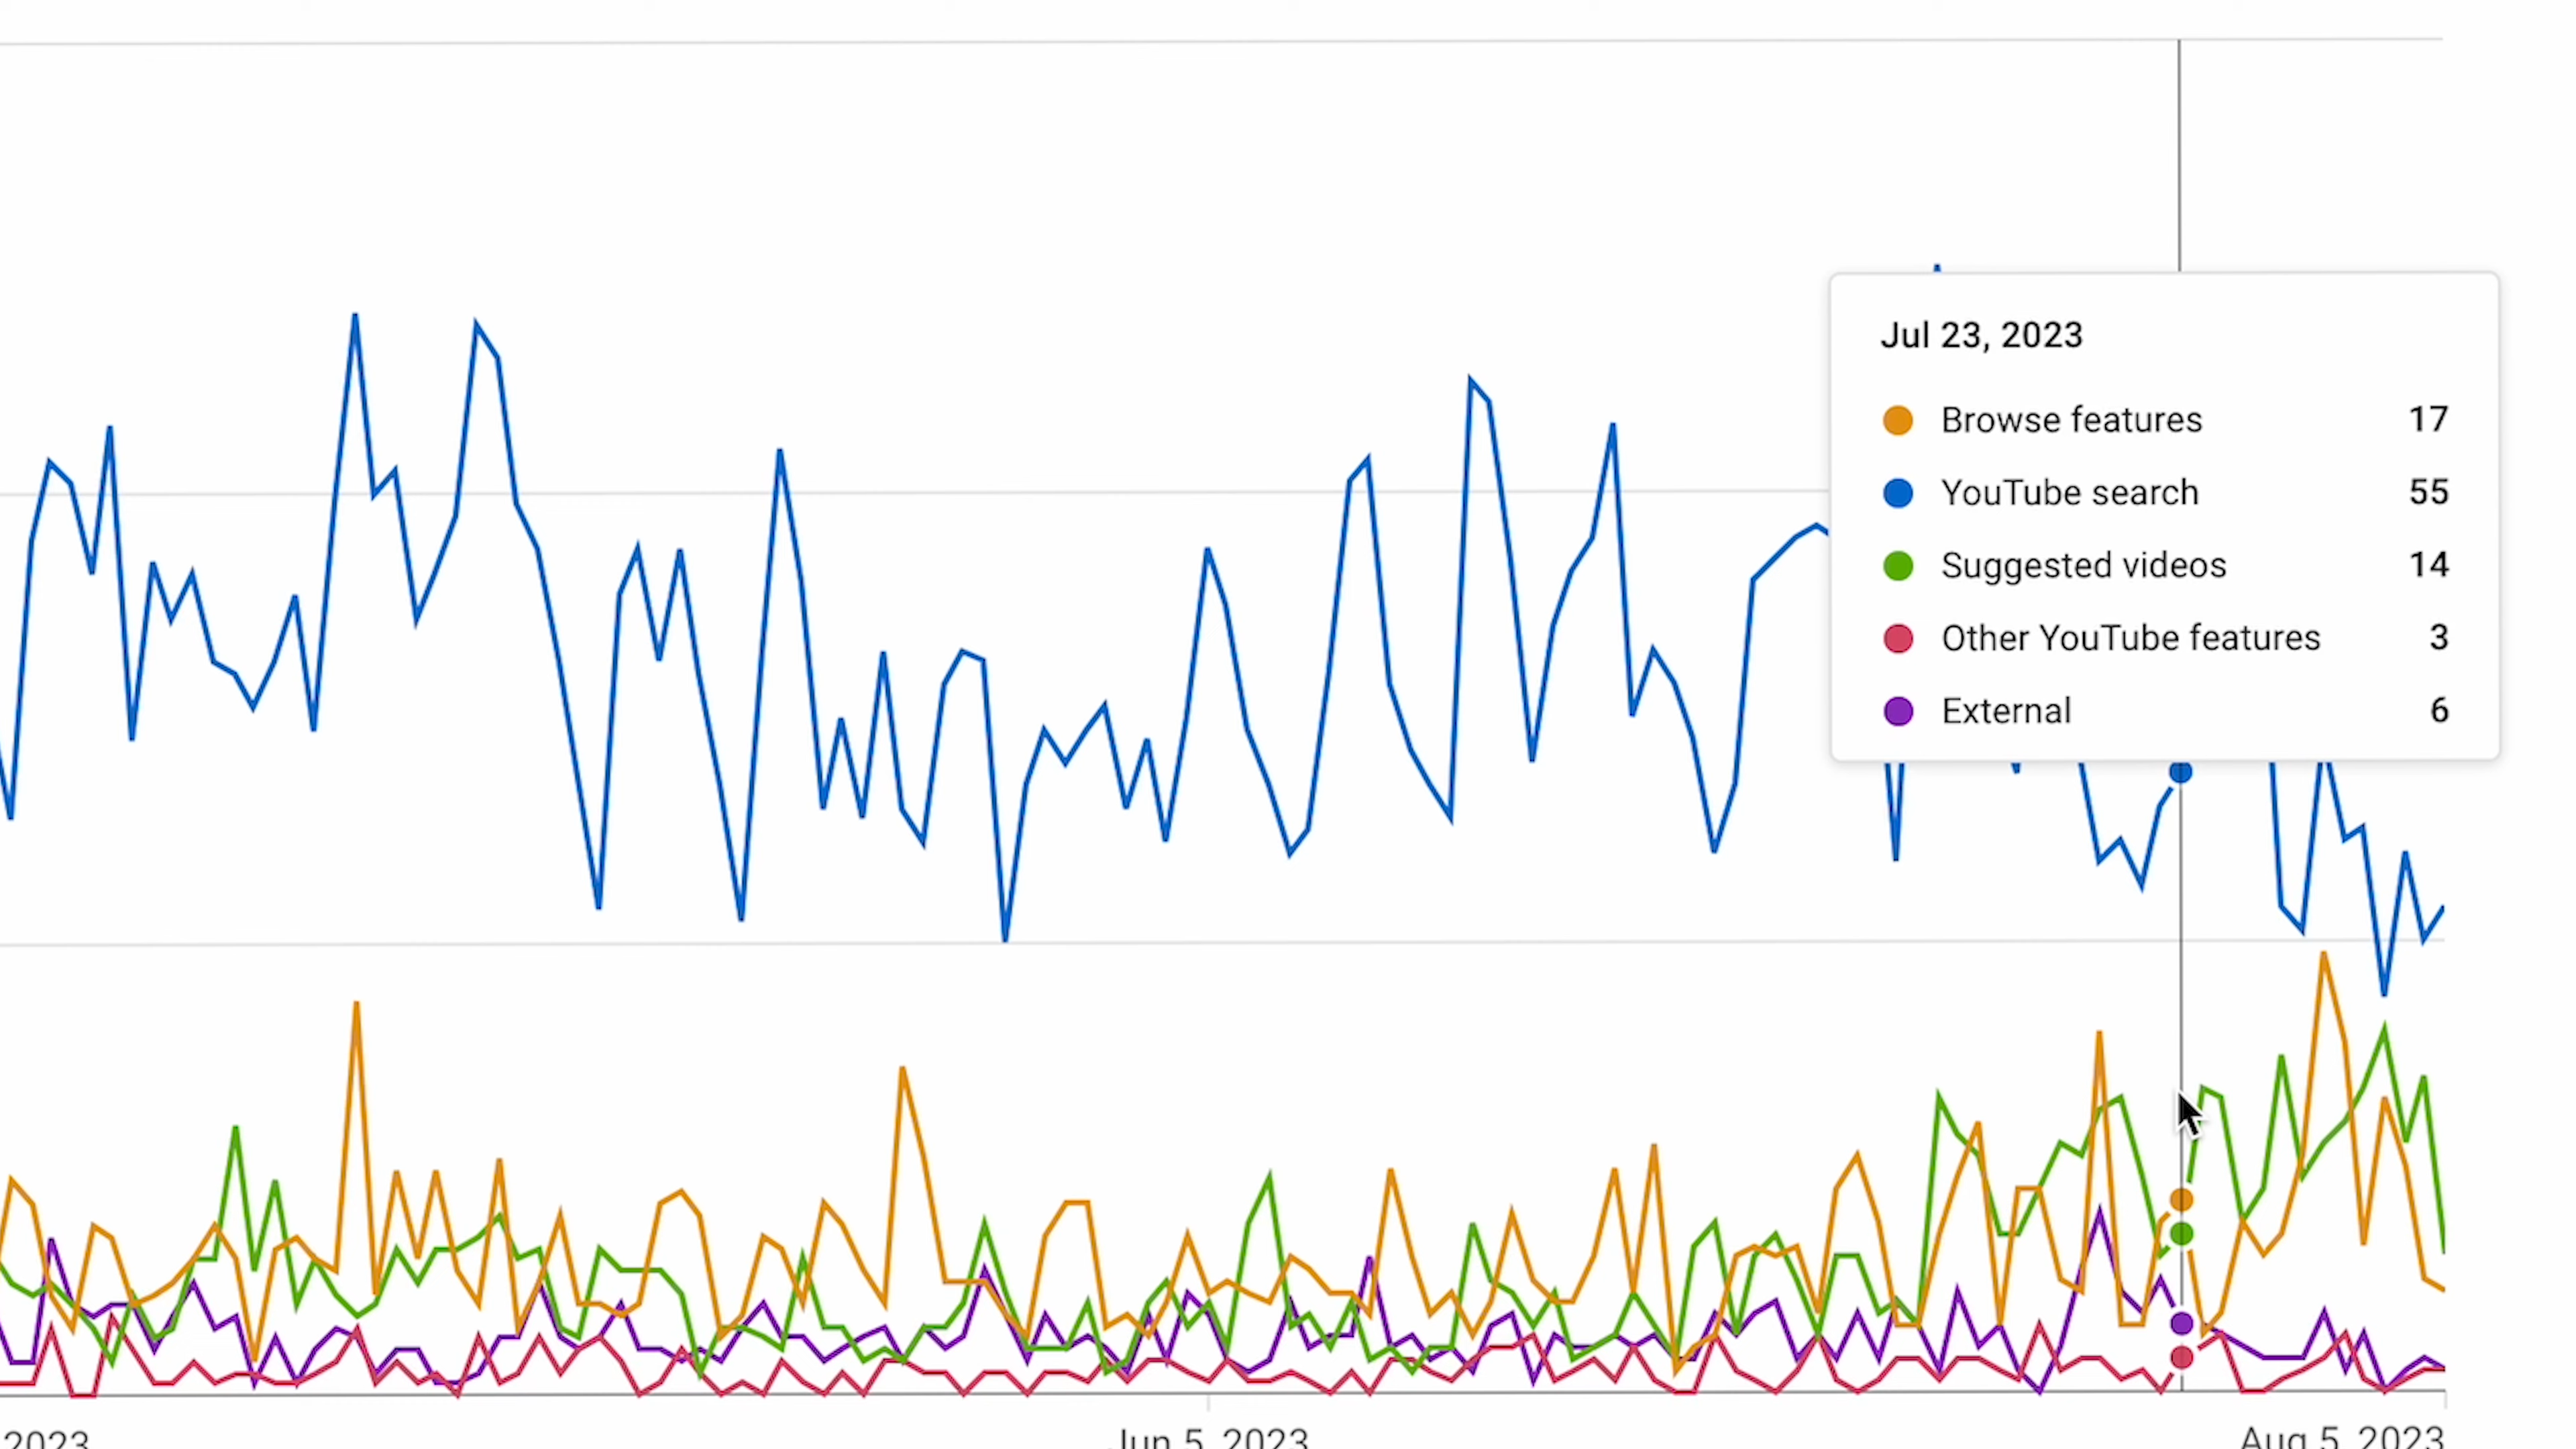 Jul 23, 2023
Browse features 17
YouTube search 55
Suggested videos 14
Other YouTube features 3
External 6
2023
Jun 5, 2023
Aug 5, 2023